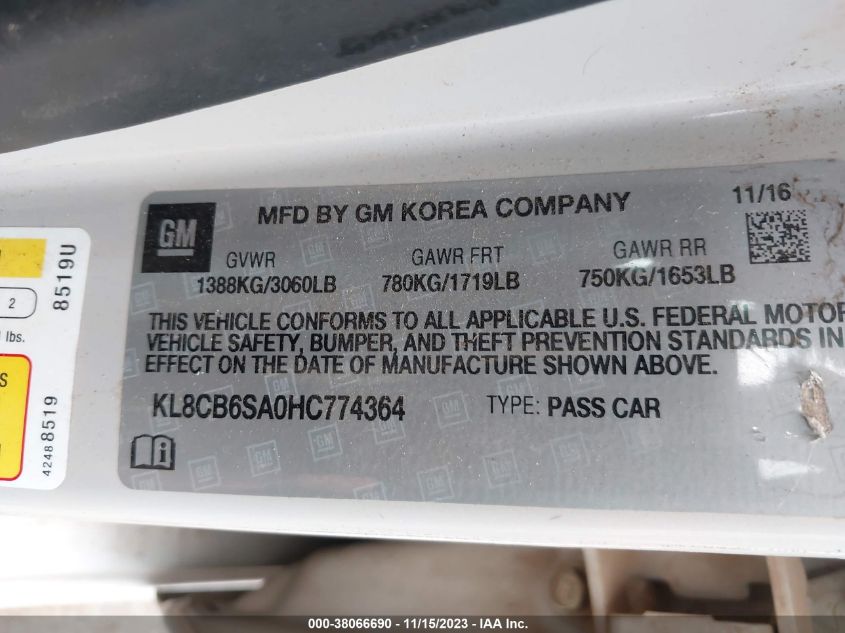 GM
MFD BY GM KOREA COMPANY
11/16
GVWR
GAWR FRT
GAWR RR
1388KG/3060LB
780KG/1719LB
750KG/1653LB
THIS VEHICLE CONFORMS TO ALL APPLICABLE U.S. FEDERAL MOTOR
VEHICLE SAFETY, BUMPER, AND THEFT PREVENTION STANDARDS IN
EFFECT ON THE DATE OF MANUFACTURE SHOWN ABOVE.
KL8CB6SA0HC774364
TYPE: PASS CAR
8519U
2
lbs.
S
42488519
000-38066690 - 11/15/2023 - IAA Inc.